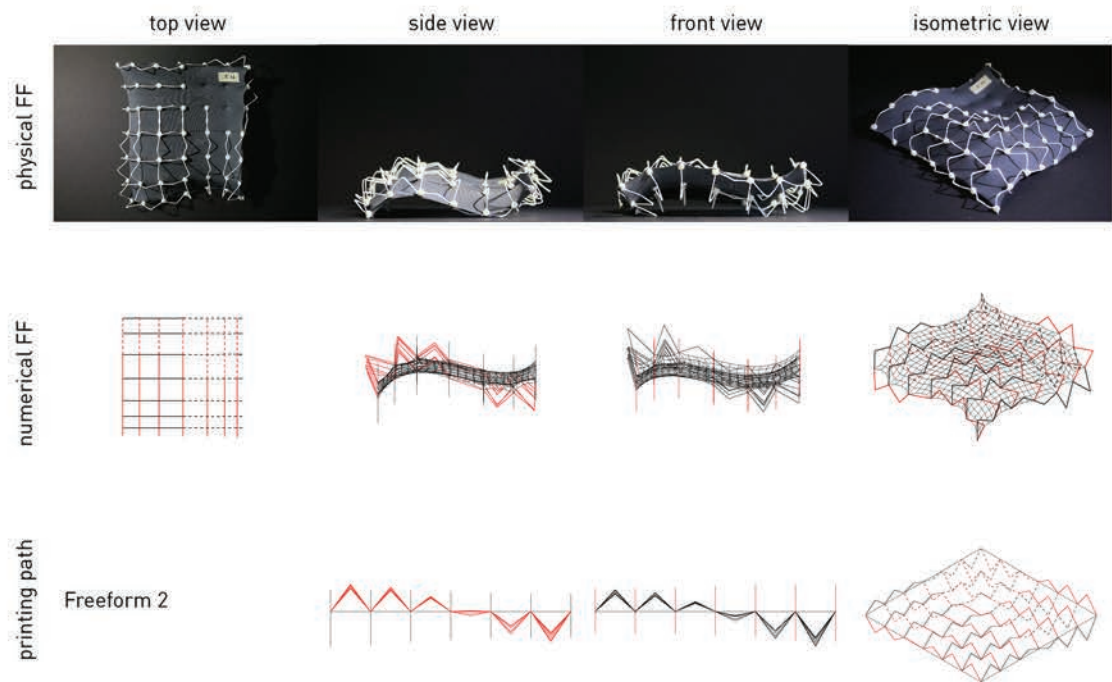 top view
side view
front view
isometric view
physical FF
numerical FF
printing path
Freeform 2